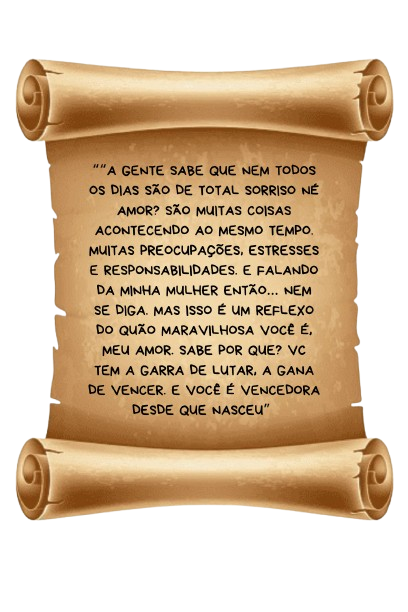 ““A GENTE SABE QUE NEM TODOS
OS DIAS SÃO DE TOTAL SORRISO NÉ
AMOR? SÃO MUITAS COISAS
ACONTECENDO AO MESMO TEMPO.
MUITAS PREOCUPAÇÕES, ESTRESSES
E RESPONSABILIDADES. E FALANDO
DA MINHA MULHER ENTÃO... NEM
SE DIGA. MAS ISSO É UM REFLEXO
DO QUÃO MARAVILHOSA VOCÊ É,
MEU AMOR. SABE POR QUE? VC
TEM A GARRA DE LUTAR, A GANA
DE VENCER. E VOCÊ É VENCEDORA
DESDE QUE NASCEU”